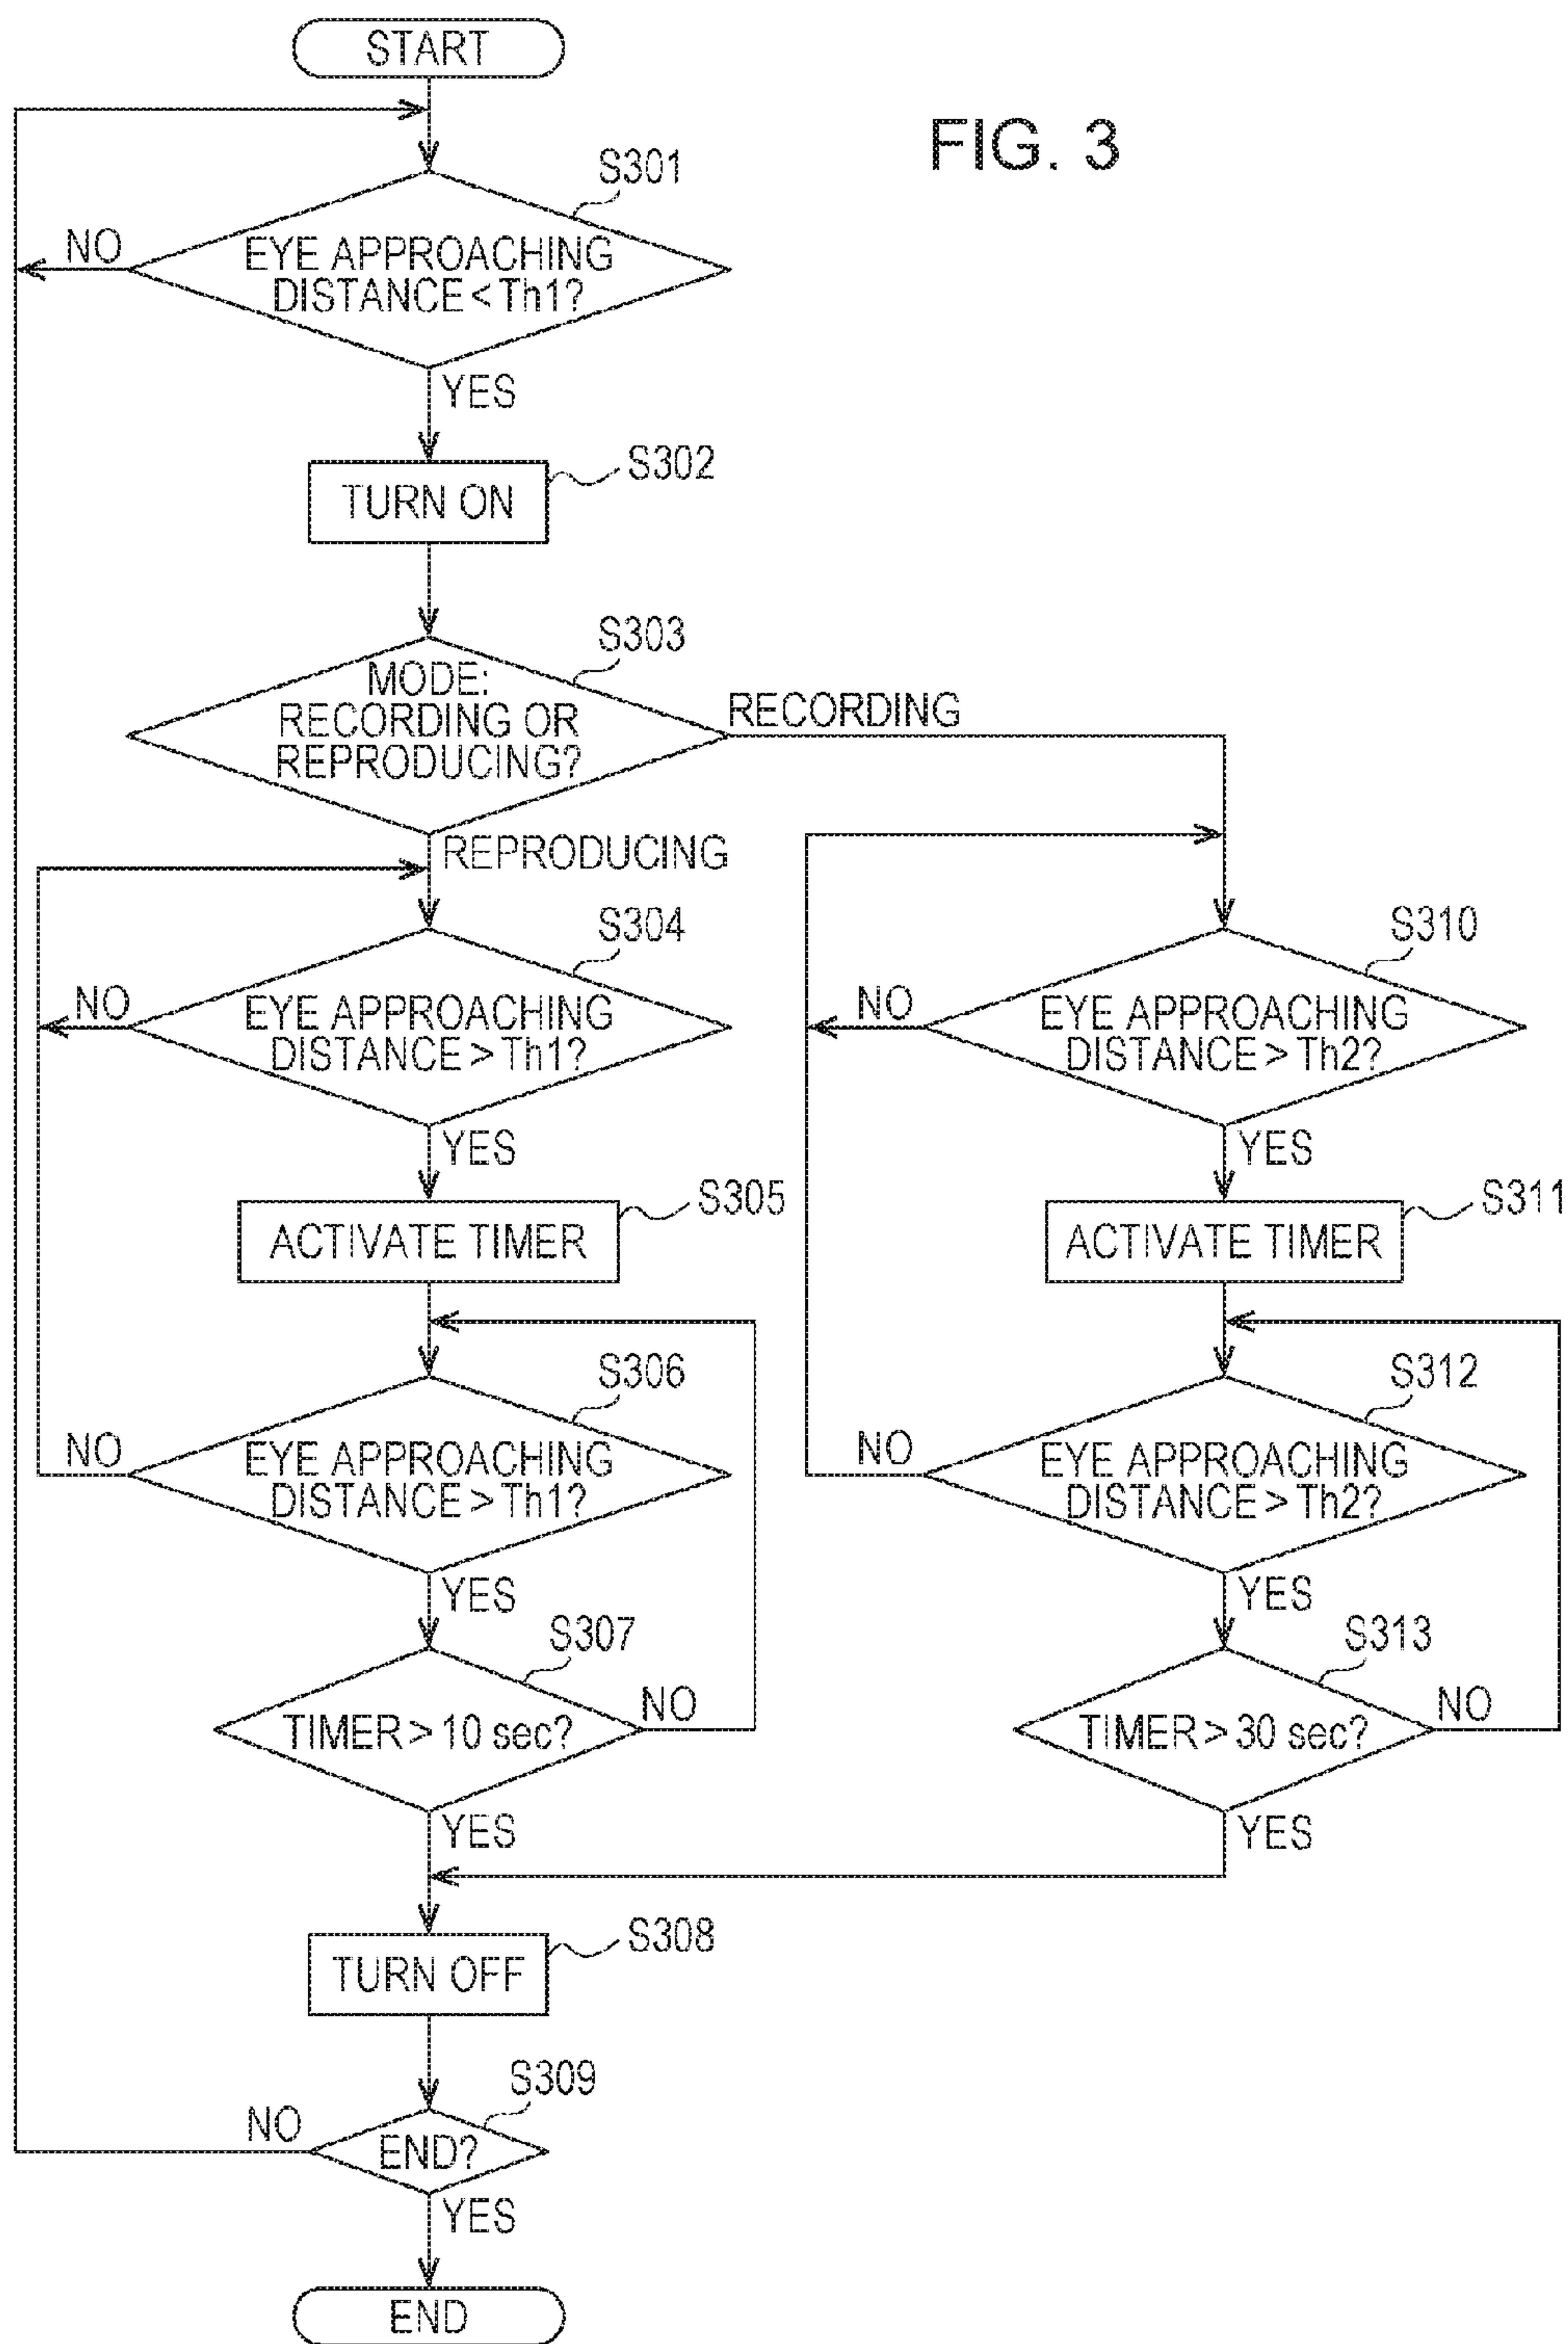 START
FIG. 3
S301
NO
EYE APPROACHING
DISTANCE < Th1?
YES
S302
TURN ON
S303
MODE:
RECORDING OR
REPRODUCING?
RECORDING
REPRODUCING
S304
NO
EYE APPROACHING
DISTANCE > Th1?
YES
S305
ACTIVATE TIMER
S306
NO
EYE APPROACHING
DISTANCE > Th1?
YES
S307
TIMER > 10 sec?
NO
YES
S310
NO
EYE APPROACHING
DISTANCE > Th2?
YES
S311
ACTIVATE TIMER
S312
NO
EYE APPROACHING
DISTANCE > Th2?
YES
S313
TIMER > 30 sec?
NO
YES
S308
TURN OFF
S309
NO
END?
YES
END